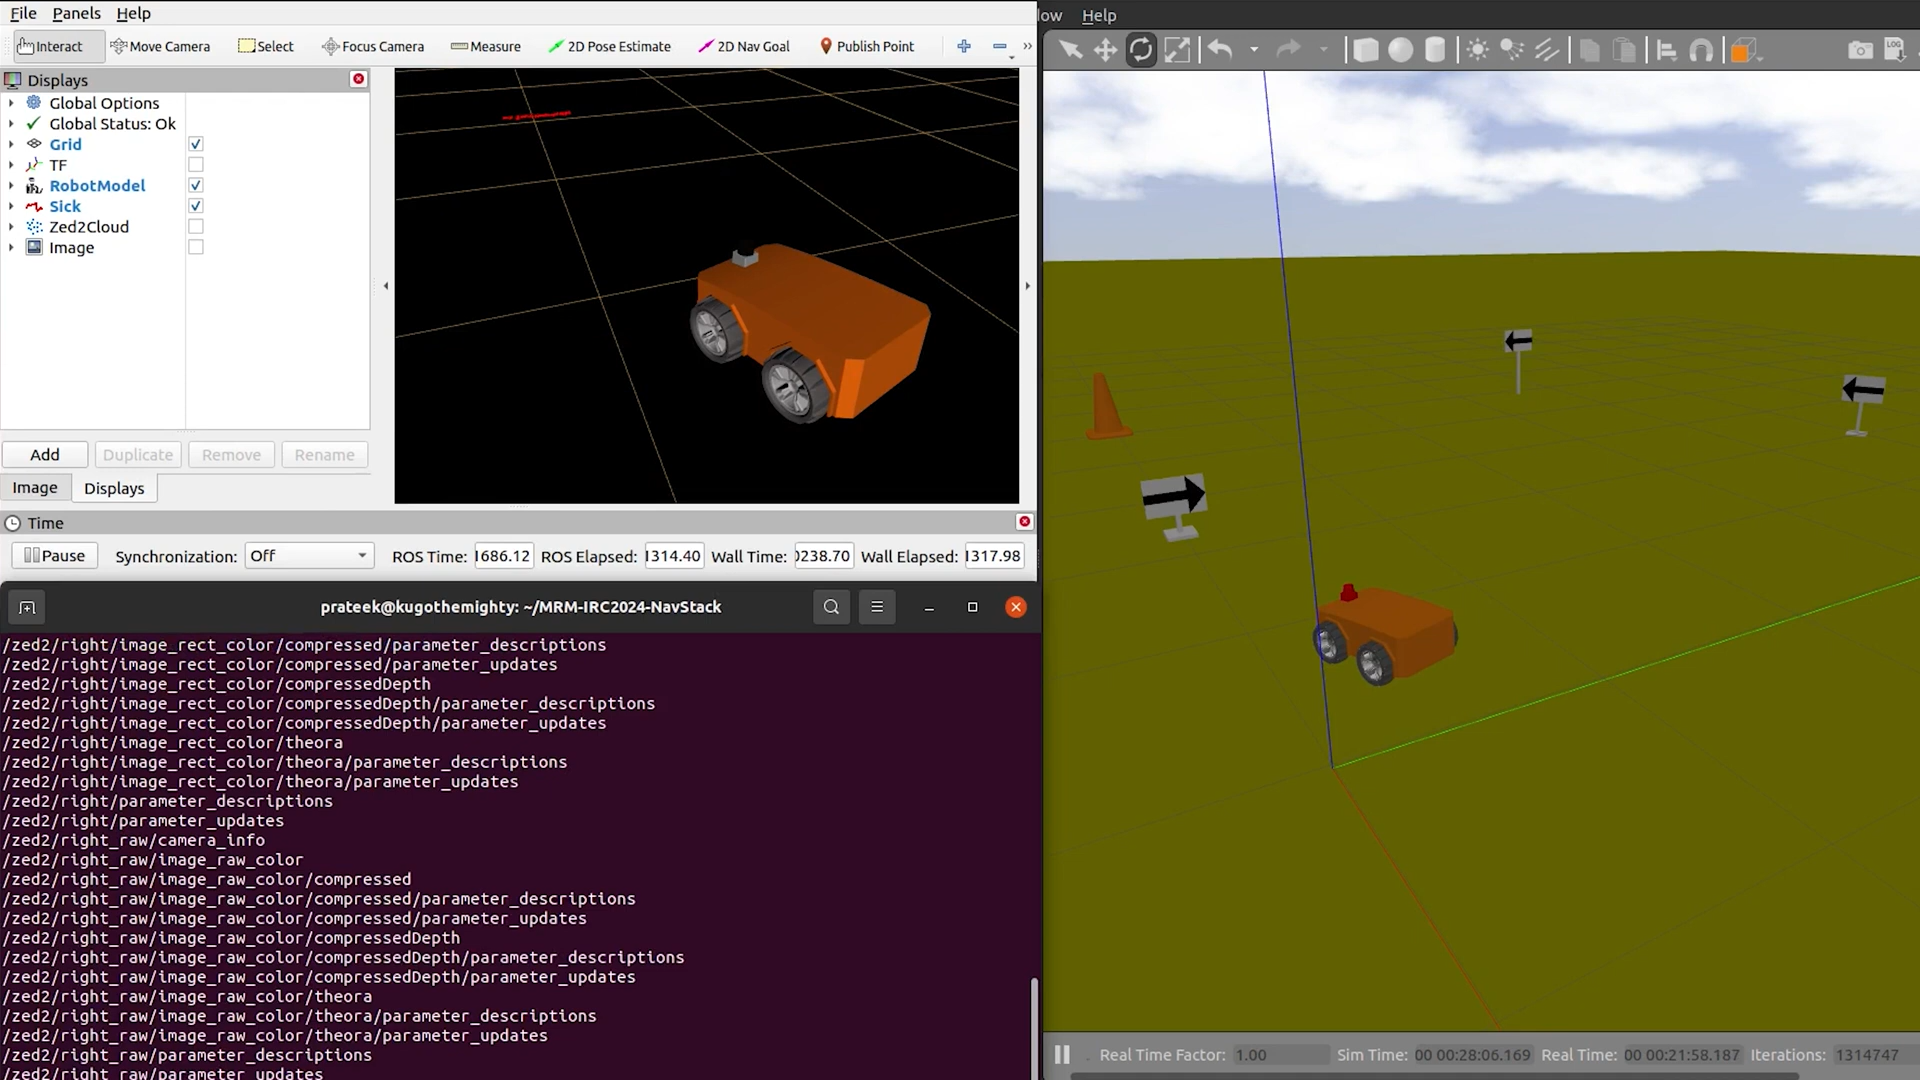 File Panels Help
Interact Move Camera Select Focus Camera Measure 2D Pose Estimate 2D Nav Goal Publish Point
Displays
Global Options
Global Status: Ok
Grid
TF
RobotModel
Sick
Zed2Cloud
Image
Add Duplicate Remove Rename
Image Displays
Time
Pause Synchronization: Off ROS Time: 1686.12 ROS Elapsed: 1314.40 Wall Time: 0238.70 Wall Elapsed: 1317.98
prateek@kugothemighty: ~/MRM-IRC2024-NavStack
/zed2/right/image_rect_color/compressed/parameter_descriptions
/zed2/right/image_rect_color/compressed/parameter_updates
/zed2/right/image_rect_color/compressedDepth
/zed2/right/image_rect_color/compressedDepth/parameter_descriptions
/zed2/right/image_rect_color/compressedDepth/parameter_updates
/zed2/right/image_rect_color/theora
/zed2/right/image_rect_color/theora/parameter_descriptions
/zed2/right/image_rect_color/theora/parameter_updates
/zed2/right/parameter_descriptions
/zed2/right/parameter_updates
/zed2/right_raw/camera_info
/zed2/right_raw/image_raw_color
/zed2/right_raw/image_raw_color/compressed
/zed2/right_raw/image_raw_color/compressed/parameter_descriptions
/zed2/right_raw/image_raw_color/compressed/parameter_updates
/zed2/right_raw/image_raw_color/compressedDepth
/zed2/right_raw/image_raw_color/compressedDepth/parameter_descriptions
/zed2/right_raw/image_raw_color/compressedDepth/parameter_updates
/zed2/right_raw/image_raw_color/theora
/zed2/right_raw/image_raw_color/theora/parameter_descriptions
/zed2/right_raw/image_raw_color/theora/parameter_updates
/zed2/right_raw/parameter_descriptions
/zed2/right_raw/parameter_updates
low Help
LOG
Real Time Factor: 1.00 Sim Time: 00 00:28:06.169 Real Time: 00 00:21:58.187 Iterations: 1314747